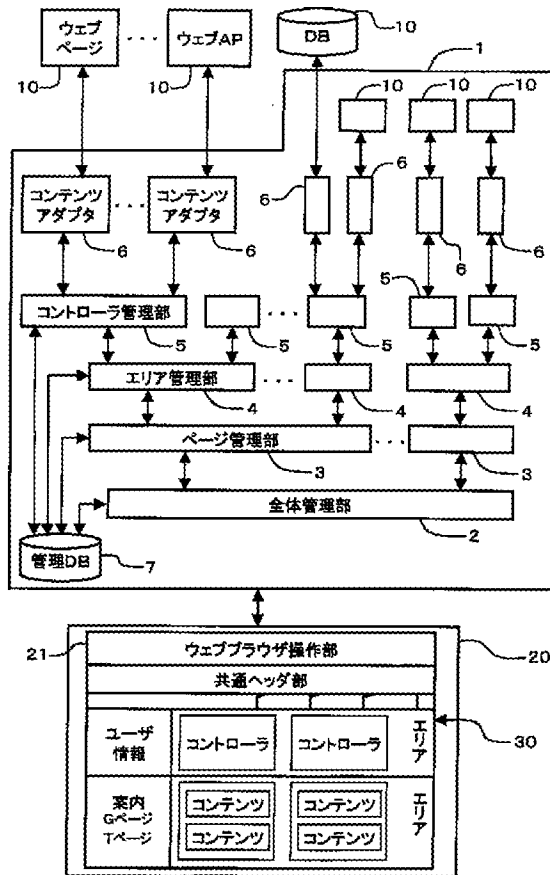 ウェブ
ページ
10
・・・
ウェブAP
10
DB
10
1
10
10
10
コンテンツ
アダプタ
6
・・・
コンテンツ
アダプタ
6
6
6
6
6
コントローラ管理部
5
5
・・・
5
5
5
エリア管理部
4
・・・
4
4
ページ管理部
3
・・・
3
全体管理部
2
管理DB
7
21
20
ウェブブラウザ操作部
共通ヘッダ部
30
ユーザ
情報
コントローラ
コントローラ
エリア
案内
Gページ
Tページ
コンテンツ
コンテンツ
コンテンツ
コンテンツ
エリア